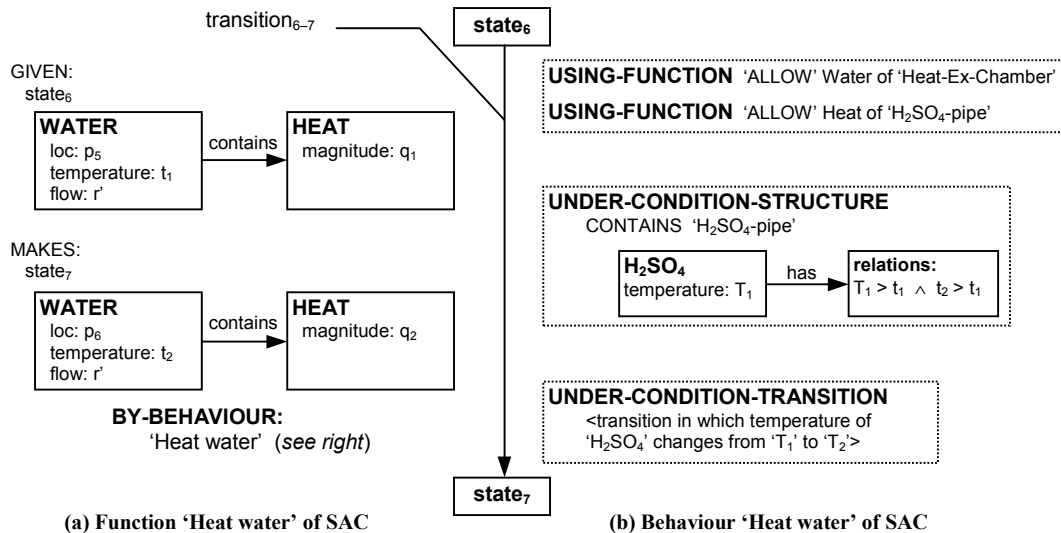 transition₆₋₇
state₆
GIVEN:
state₆
WATER
loc: p₅
temperature: t₁
flow: r'
contains
HEAT
magnitude: q₁
MAKES:
state₇
WATER
loc: p₆
temperature: t₂
flow: r'
contains
HEAT
magnitude: q₂
BY-BEHAVIOUR:
‘Heat water’ (see right)
(a) Function ‘Heat water’ of SAC
USING-FUNCTION ‘ALLOW’ Water of ‘Heat-Ex-Chamber’
USING-FUNCTION ‘ALLOW’ Heat of ‘H₂SO₄-pipe’
UNDER-CONDITION-STRUCTURE
CONTAINS ‘H₂SO₄-pipe’
H₂SO₄
temperature: T₁
has
relations:
T₁ > t₁ ∧ t₂ > t₁
UNDER-CONDITION-TRANSITION
<transition in which temperature of
‘H₂SO₄’ changes from ‘T₁’ to ‘T₂’>
state₇
(b) Behaviour ‘Heat water’ of SAC